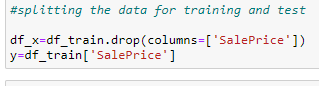 #splitting the data for training and test
df_x=df_train.drop(columns=['SalePrice'])
y=df_train['SalePrice']